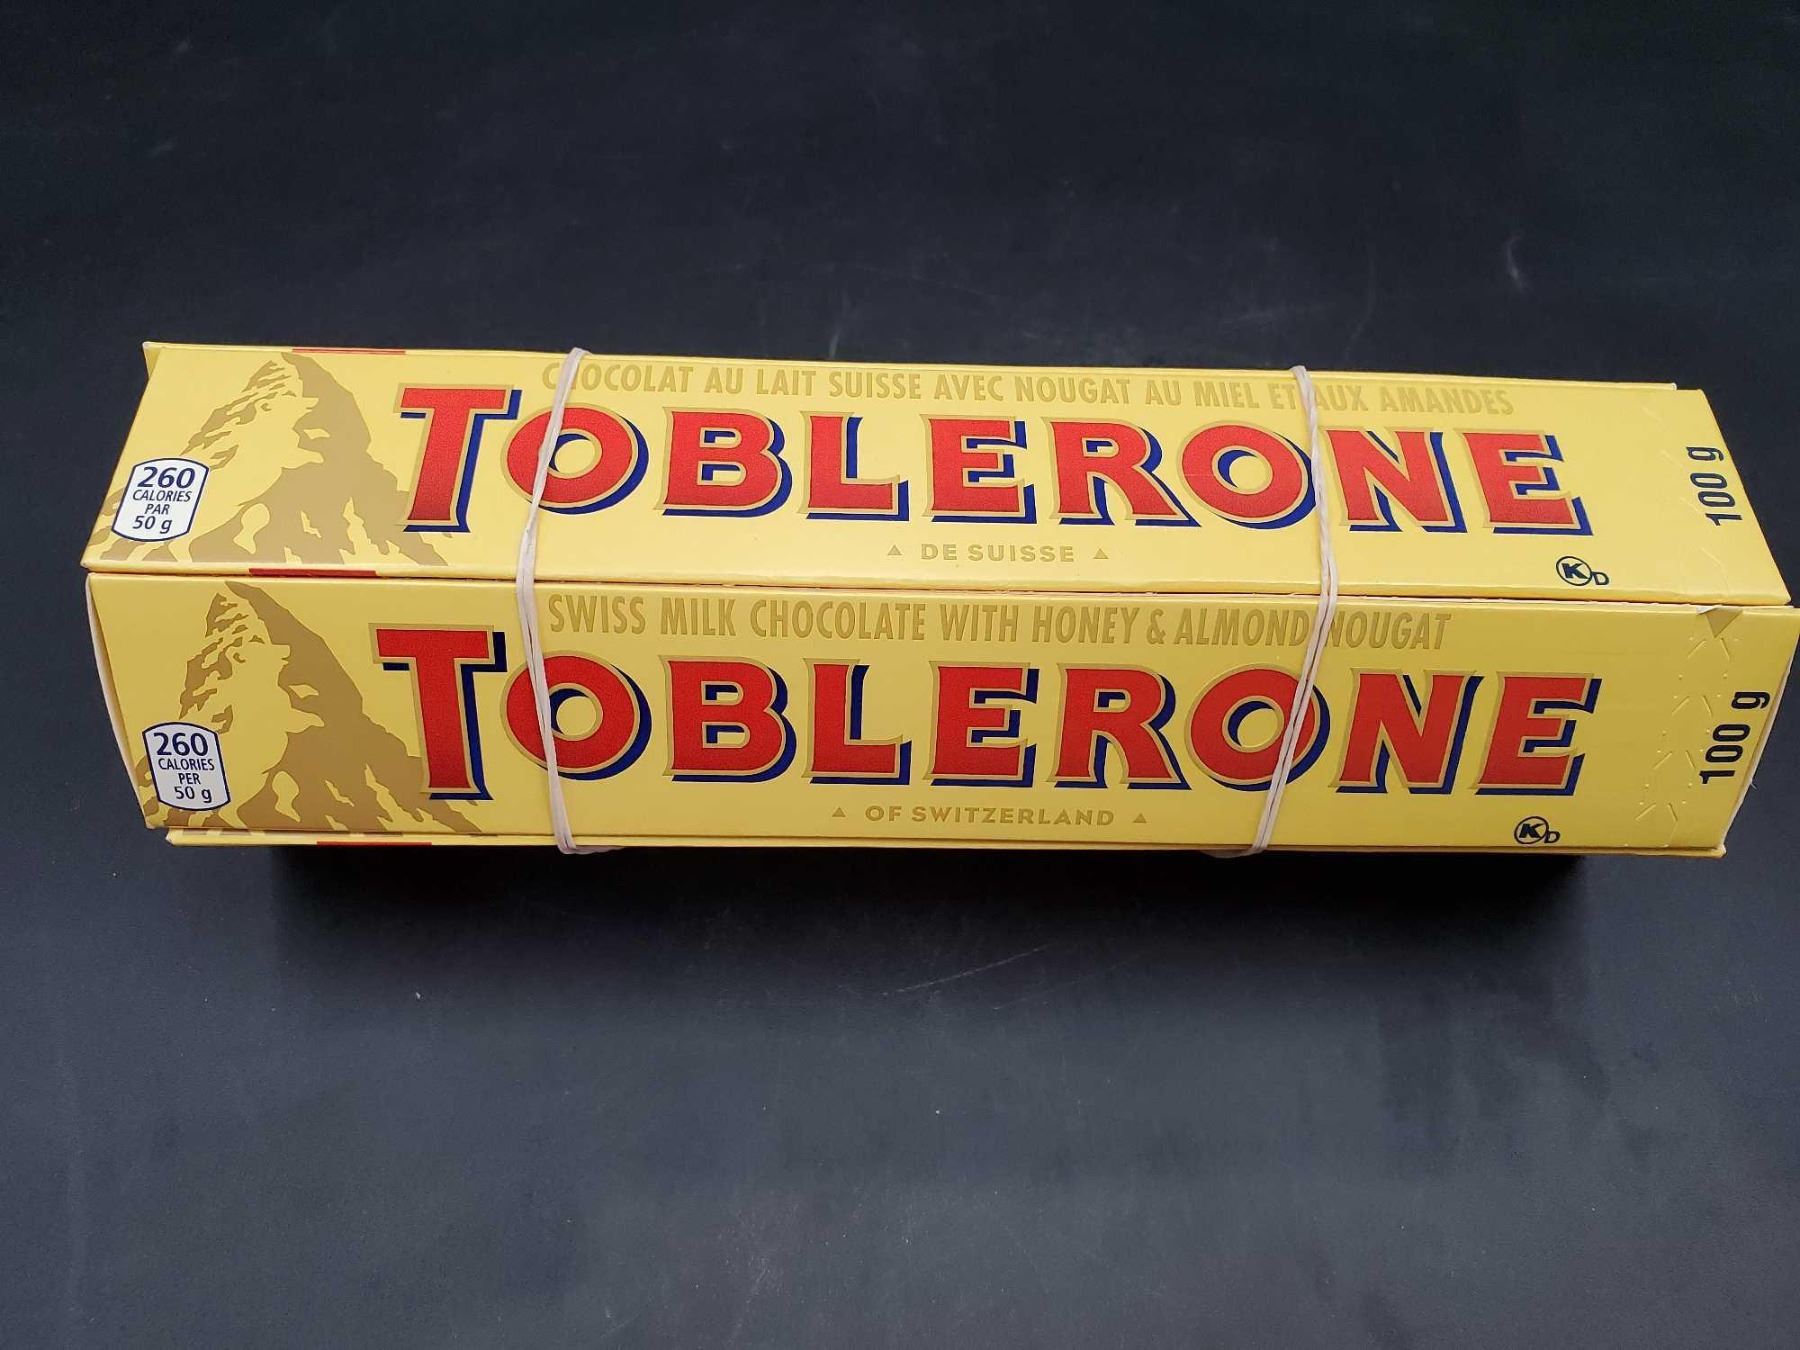 CHOCOLAT AU LAIT SUISSE AVEC NOUGAT AU MIEL ET AUX AMANDES
TOBLERONE
DE SUISSE
260
CALORIES
PAR
50 g
100 g
K D
SWISS MILK CHOCOLATE WITH HONEY & ALMOND NOUGAT
TOBLERONE
OF SWITZERLAND
260
CALORIES
PER
50 g
100 g
K D